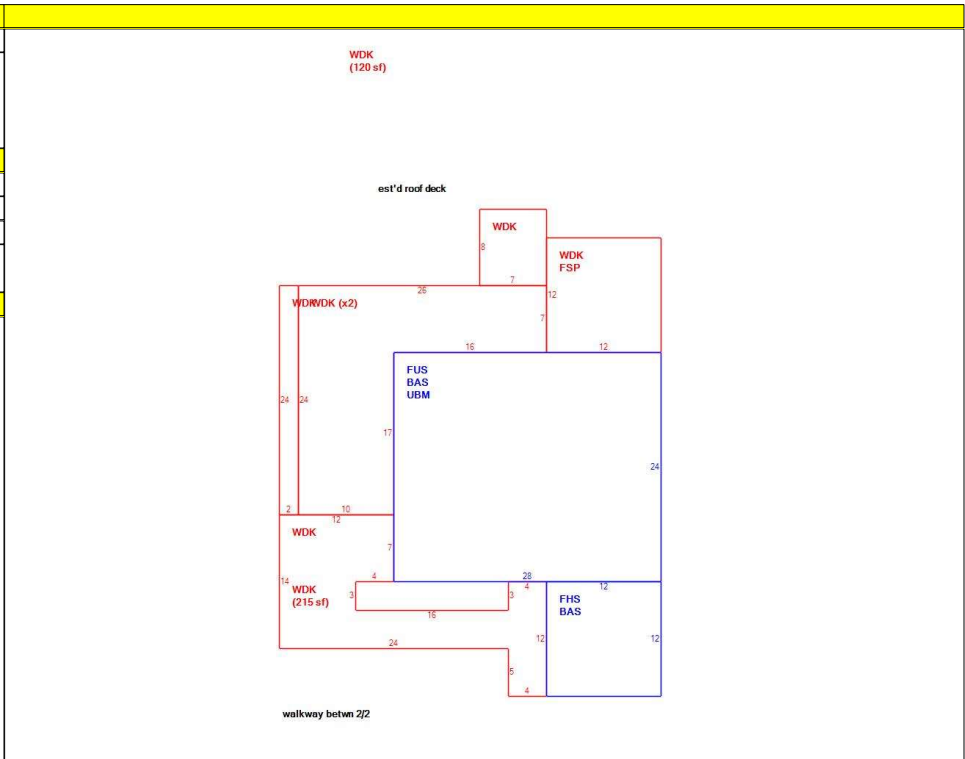 WDK
(120 sf)
est'd roof deck
WDK
8
7
WDK
FSP
26
12
WDK
WDK (x2)
7
16
12
FUS
BAS
UBM
24
24
17
24
2
10
12
WDK
7
14
4
28
4
12
WDK
(215 sf)
3
3
16
FHS
BAS
12
12
24
5
4
walkway betwn 2/2